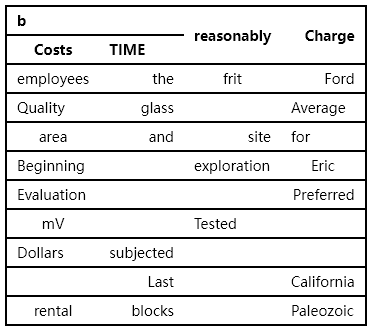 b
reasonably Charge
Costs TIME
employees the frit Ford
Quality glass Average
area and site for
Beginning exploration Eric
Evaluation Preferred
mV Tested
Dollars subjected
Last California
rental blocks Paleozoic